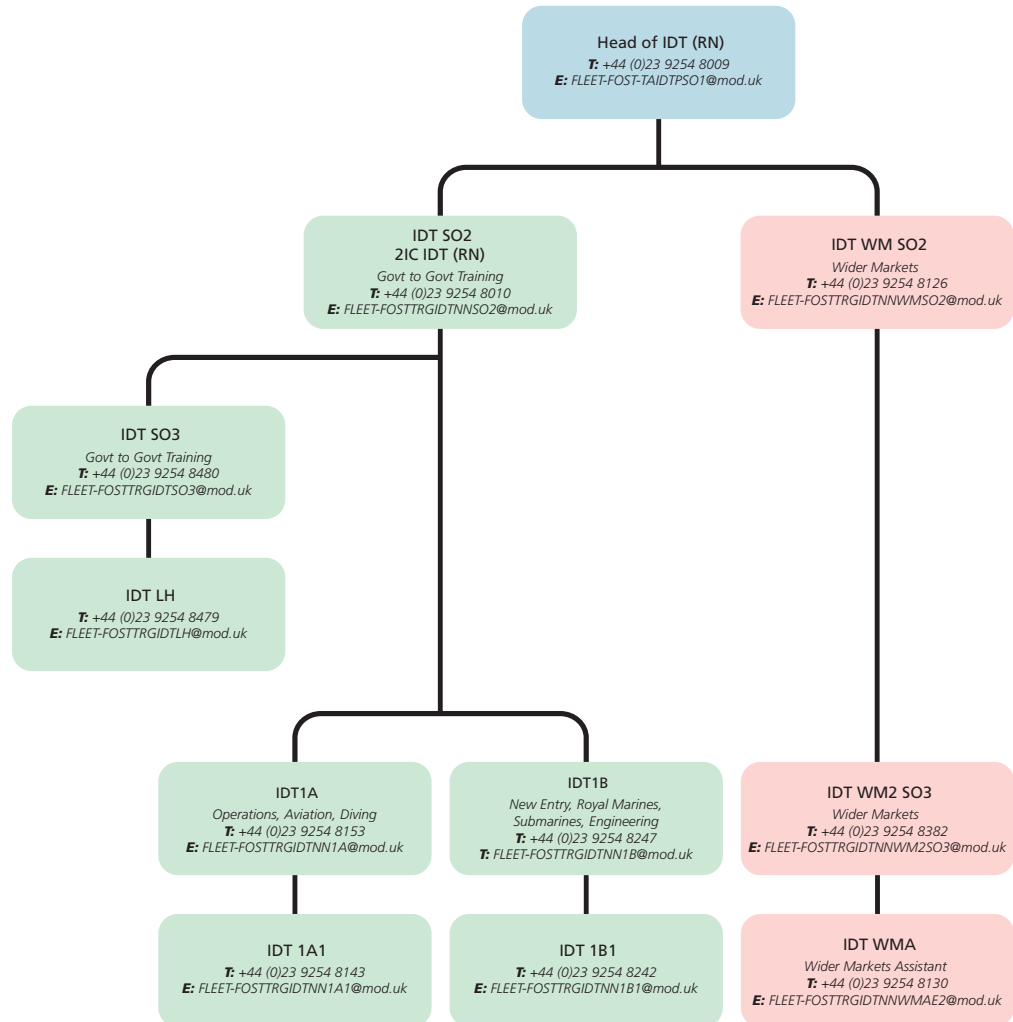 Head of IDT (RN)
T: +44 (0)23 9254 8009
E: FLEET-FOST-TAIDTPSO1@mod.uk
IDT SO2
2IC IDT (RN)
Govt to Govt Training
T: +44 (0)23 9254 8010
E: FLEET-FOSTTRGIDTNNSO2@mod.uk
IDT WM SO2
Wider Markets
T: +44 (0)23 9254 8126
E: FLEET-FOSTTRGIDTNNWMSO2@mod.uk
IDT SO3
Govt to Govt Training
T: +44 (0)23 9254 8480
E: FLEET-FOSTTRGIDTSO3@mod.uk
IDT LH
T: +44 (0)23 9254 8479
E: FLEET-FOSTTRGIDTLH@mod.uk
IDT1A
Operations, Aviation, Diving
T: +44 (0)23 9254 8153
E: FLEET-FOSTTRGIDTNN1A@mod.uk
IDT1B
New Entry, Royal Marines,
Submarines, Engineering
T: +44 (0)23 9254 8247
T: FLEET-FOSTTRGIDTNN1B@mod.uk
IDT WM2 SO3
Wider Markets
T: +44 (0)23 9254 8382
E: FLEET-FOSTTRGIDTNNWM2SO3@mod.uk
IDT 1A1
T: +44 (0)23 9254 8143
E: FLEET-FOSTTRGIDTNN1A1@mod.uk
IDT 1B1
T: +44 (0)23 9254 8242
E: FLEET-FOSTTRGIDTNN1B1@mod.uk
IDT WMA
Wider Markets Assistant
T: +44 (0)23 9254 8130
E: FLEET-FOSTTRGIDTNNWMAE2@mod.uk